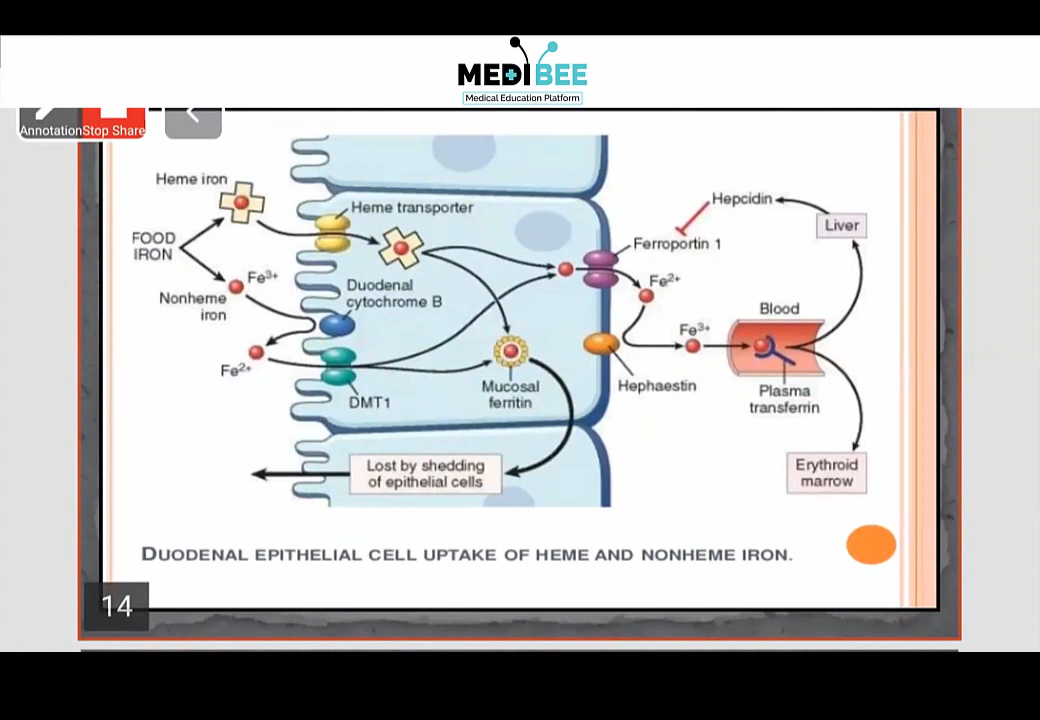 MEDIBEE
Medical Education Platform
Annotation Stop Share
Heme iron
Heme transporter
Hepcidin
Liver
FOOD
IRON
Ferroportin 1
Fe³⁺
Duodenal
cytochrome B
Fe²⁺
Nonheme
iron
Blood
Fe³⁺
Fe²⁺
Mucosal
ferritin
Hephaestin
Plasma
transferrin
DMT1
Lost by shedding
of epithelial cells
Erythroid
marrow
DUODENAL EPITHELIAL CELL UPTAKE OF HEME AND NONHEME IRON.
14